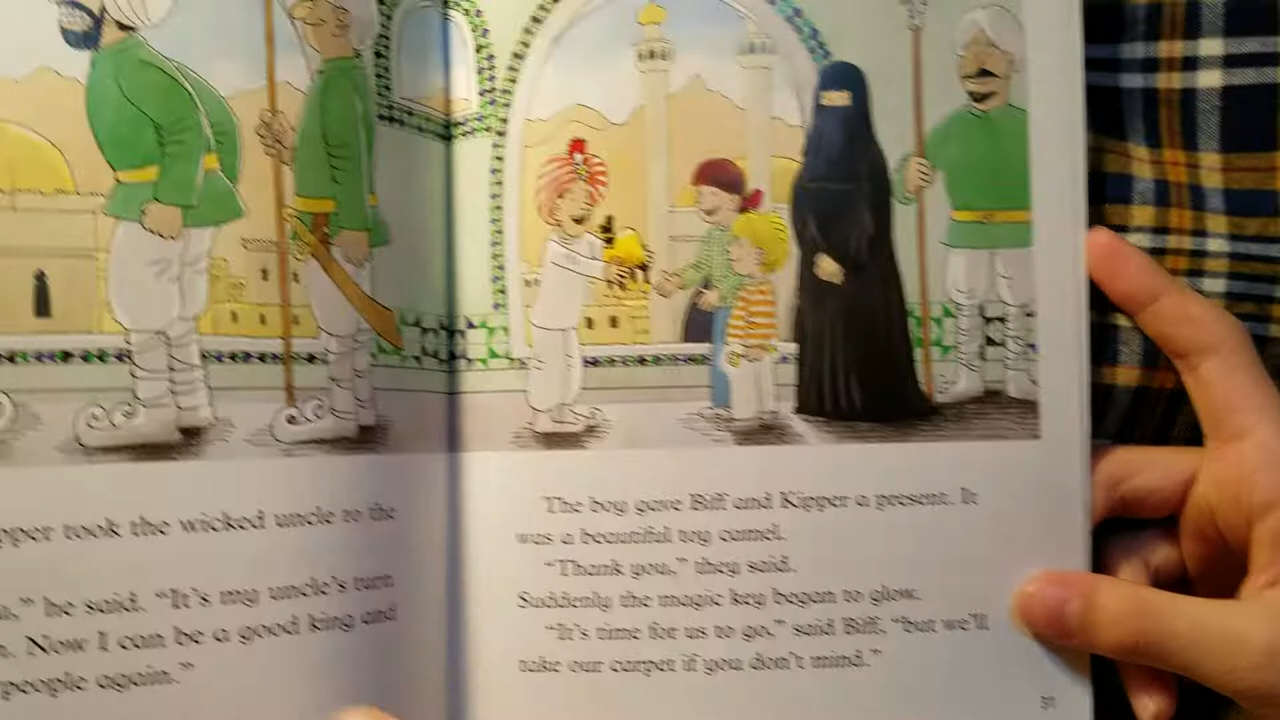 pper took the wicked uncle to the
," he said. "It's my uncle's turn
. Now I can be a good king and
people again."
The boy gave Biff and Kipper a present. It
was a beautiful toy camel.
"Thank you," they said.
Suddenly the magic key began to glow.
"It's time for us to go," said Biff, "but we'll
take our carpet if you don't mind."